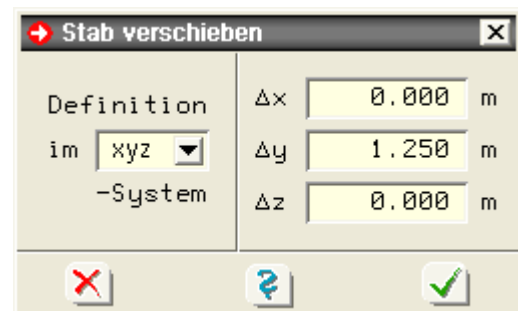 Stab verschieben
Definition
im xyz
-System
Δx 0.000 m
Δy 1.250 m
Δz 0.000 m